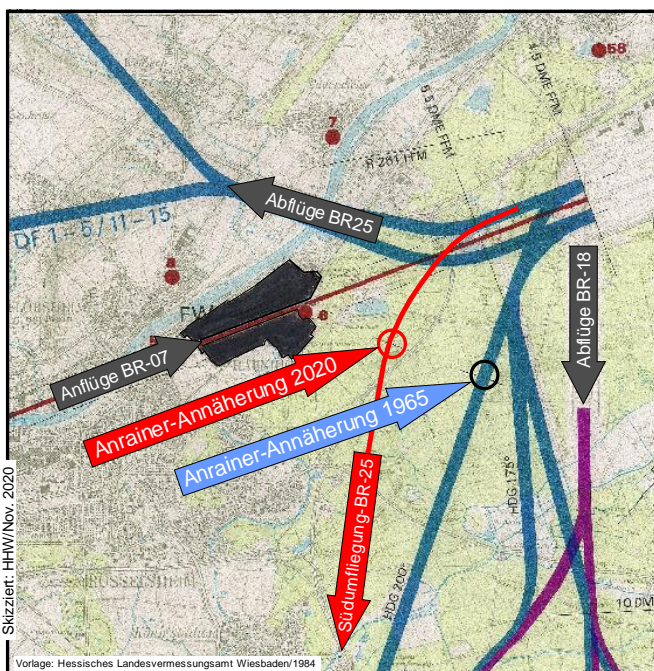 58
4.5 DME FFM
5.5 DME FFM
7
R 261 FFM
Abflüge BR25
DF 1-5/11-15
8
FW
6
Abflüge BR-18
Anflüge BR-07
Anrainer-Annäherung 2020
Anrainer-Annäherung 1965
HDG 175°
Südumfliegung-BR-25
HDG 200°
10 DM
RÜSSELSHEIM
Skizziert: HHW/Nov. 2020
Vorlage: Hessisches Landesvermessungsamt Wiesbaden/1984